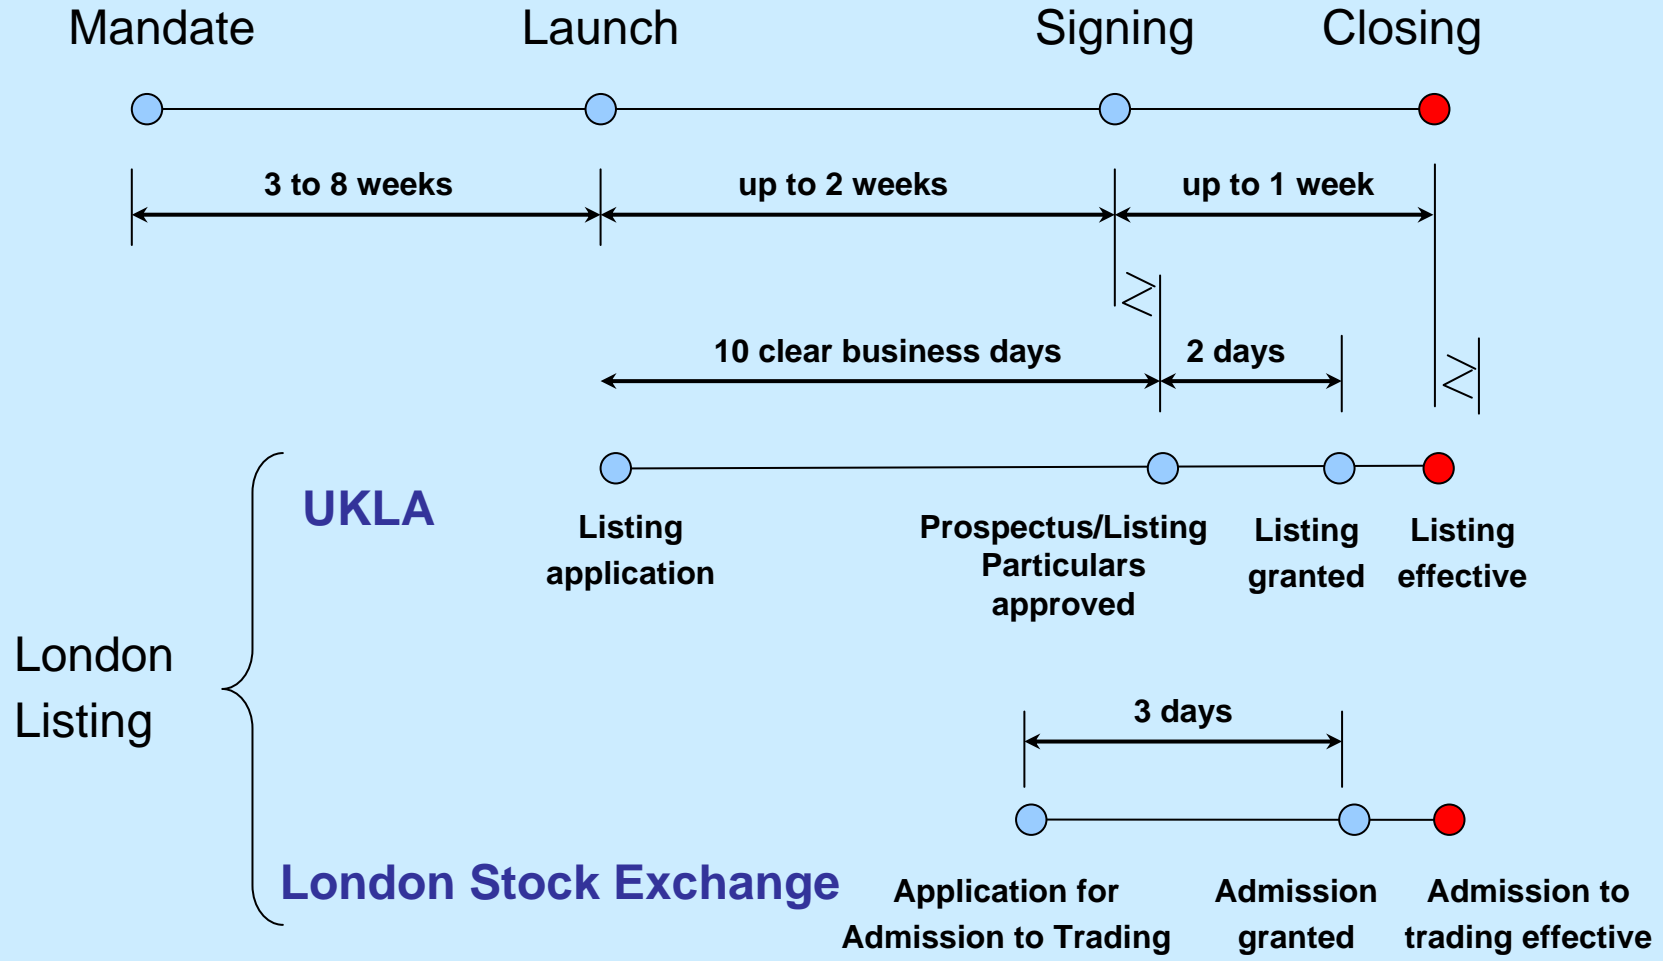 Mandate
Launch
Signing
Closing
3 to 8 weeks
up to 2 weeks
up to 1 week
10 clear business days
2 days
UKLA
Listing
application
Prospectus/Listing
Particulars
approved
Listing
granted
Listing
effective
London
Listing
3 days
London Stock Exchange
Application for
Admission to Trading
Admission
granted
Admission to
trading effective